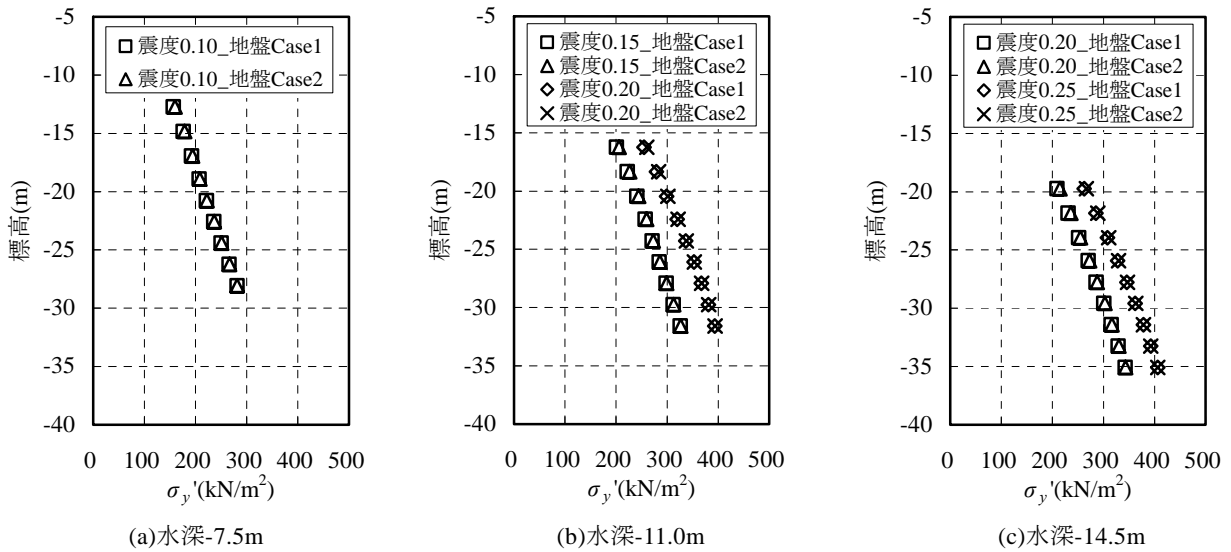 -5
-10
-15
-20
-25
-30
-35
-40
標高(m)
震度0.10_地盤Case1
震度0.10_地盤Case2
0 100 200 300 400 500
σy'(kN/m²)
(a)水深-7.5m
-5
-10
-15
-20
-25
-30
-35
-40
標高(m)
震度0.15_地盤Case1
震度0.15_地盤Case2
震度0.20_地盤Case1
震度0.20_地盤Case2
0 100 200 300 400 500
σy'(kN/m²)
(b)水深-11.0m
-5
-10
-15
-20
-25
-30
-35
-40
標高(m)
震度0.20_地盤Case1
震度0.20_地盤Case2
震度0.25_地盤Case1
震度0.25_地盤Case2
0 100 200 300 400 500
σy'(kN/m²)
(c)水深-14.5m